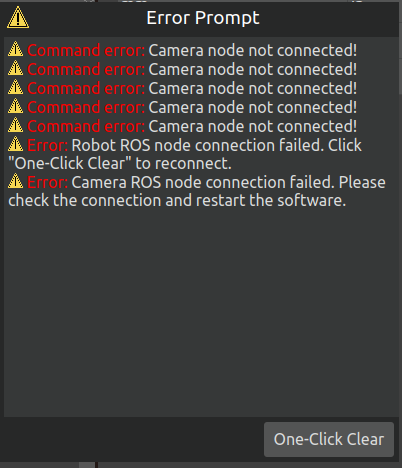 Error Prompt
Command error: Camera node not connected!
Command error: Camera node not connected!
Command error: Camera node not connected!
Command error: Camera node not connected!
Command error: Camera node not connected!
Error: Robot ROS node connection failed. Click
"One-Click Clear" to reconnect.
Error: Camera ROS node connection failed. Please
check the connection and restart the software.
One-Click Clear